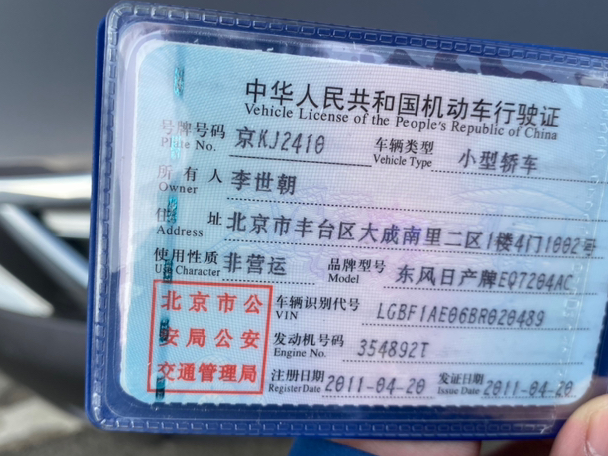 中华人民共和国机动车行驶证
Vehicle License of the People's Republic of China
号牌号码 京KJ2410 车辆类型 小型轿车
Plate No. Vehicle Type
所有人 李世朝
Owner
住址 北京市丰台区大成南里二区1楼4门1002号
Address
使用性质 非营运 品牌型号 东风日产牌EQ7204AC
Use Character Model
北京市公
安局公安
交通管理局
车辆识别代号 LGBF1AE06BR020489
VIN
发动机号码 354892T
Engine No.
注册日期 2011-04-20 发证日期 2011-04-20
Register Date Issue Date